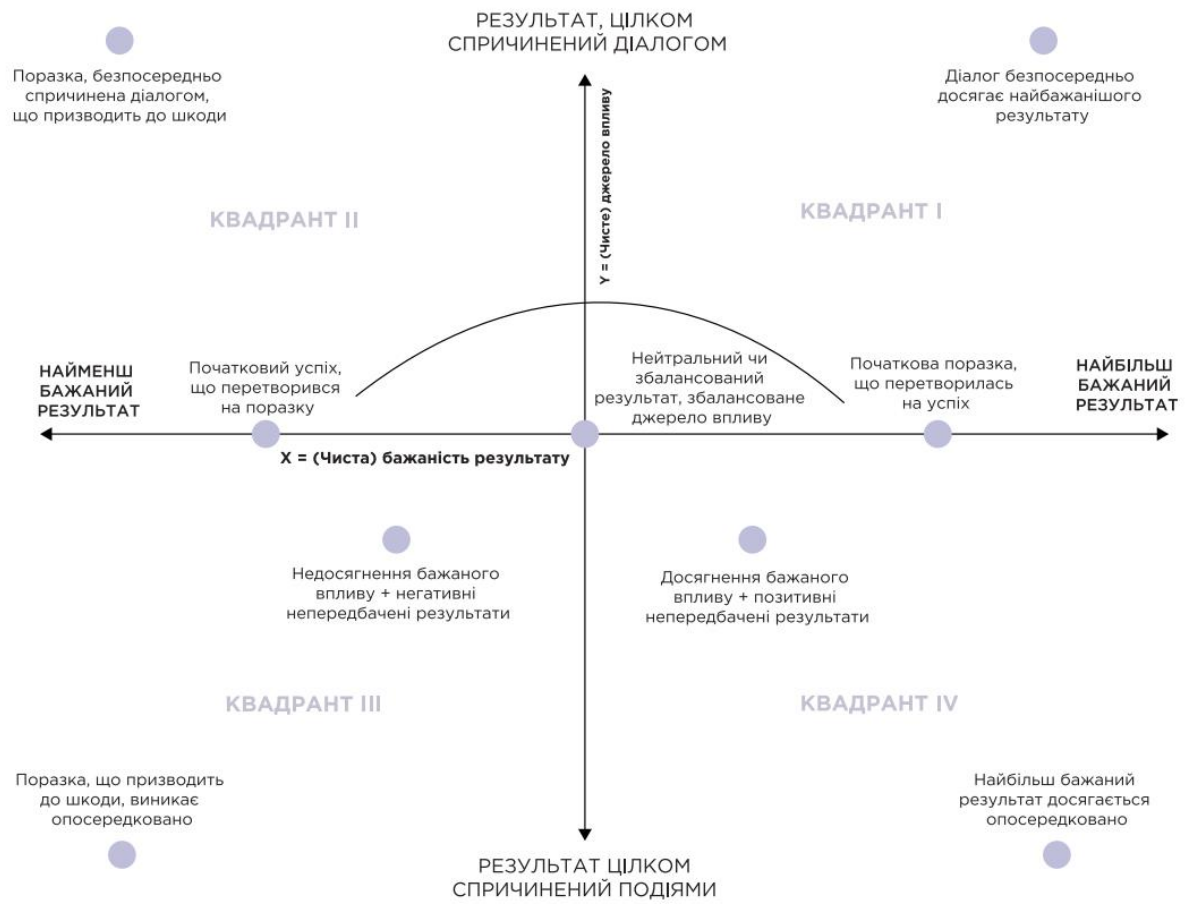 РЕЗУЛЬТАТ, ЦІЛКОМ
СПРИЧИНЕНИЙ ДІАЛОГОМ
Поразка, безпосередньо
спричинена діалогом,
що призводить до шкоди
Діалог безпосередньо
досягає найбажанішого
результату
Y = (Чисте) джерело впливу
КВАДРАНТ II
КВАДРАНТ I
НАЙМЕНШ
БАЖАНИЙ
РЕЗУЛЬТАТ
Початковий успіх,
що перетворився
на поразку
Нейтральний чи
збалансований
результат, збалансоване
джерело впливу
Початкова поразка,
що перетворилась
на успіх
НАЙБІЛЬШ
БАЖАНИЙ
РЕЗУЛЬТАТ
X = (Чиста) бажаність результату
Недосягнення бажаного
впливу + негативні
непередбачені результати
Досягнення бажаного
впливу + позитивні
непередбачені результати
КВАДРАНТ III
КВАДРАНТ IV
Поразка, що призводить
до шкоди, виникає
опосередковано
Найбільш бажаний
результат досягається
опосередковано
РЕЗУЛЬТАТ ЦІЛКОМ
СПРИЧИНЕНИЙ ПОДІЯМИ